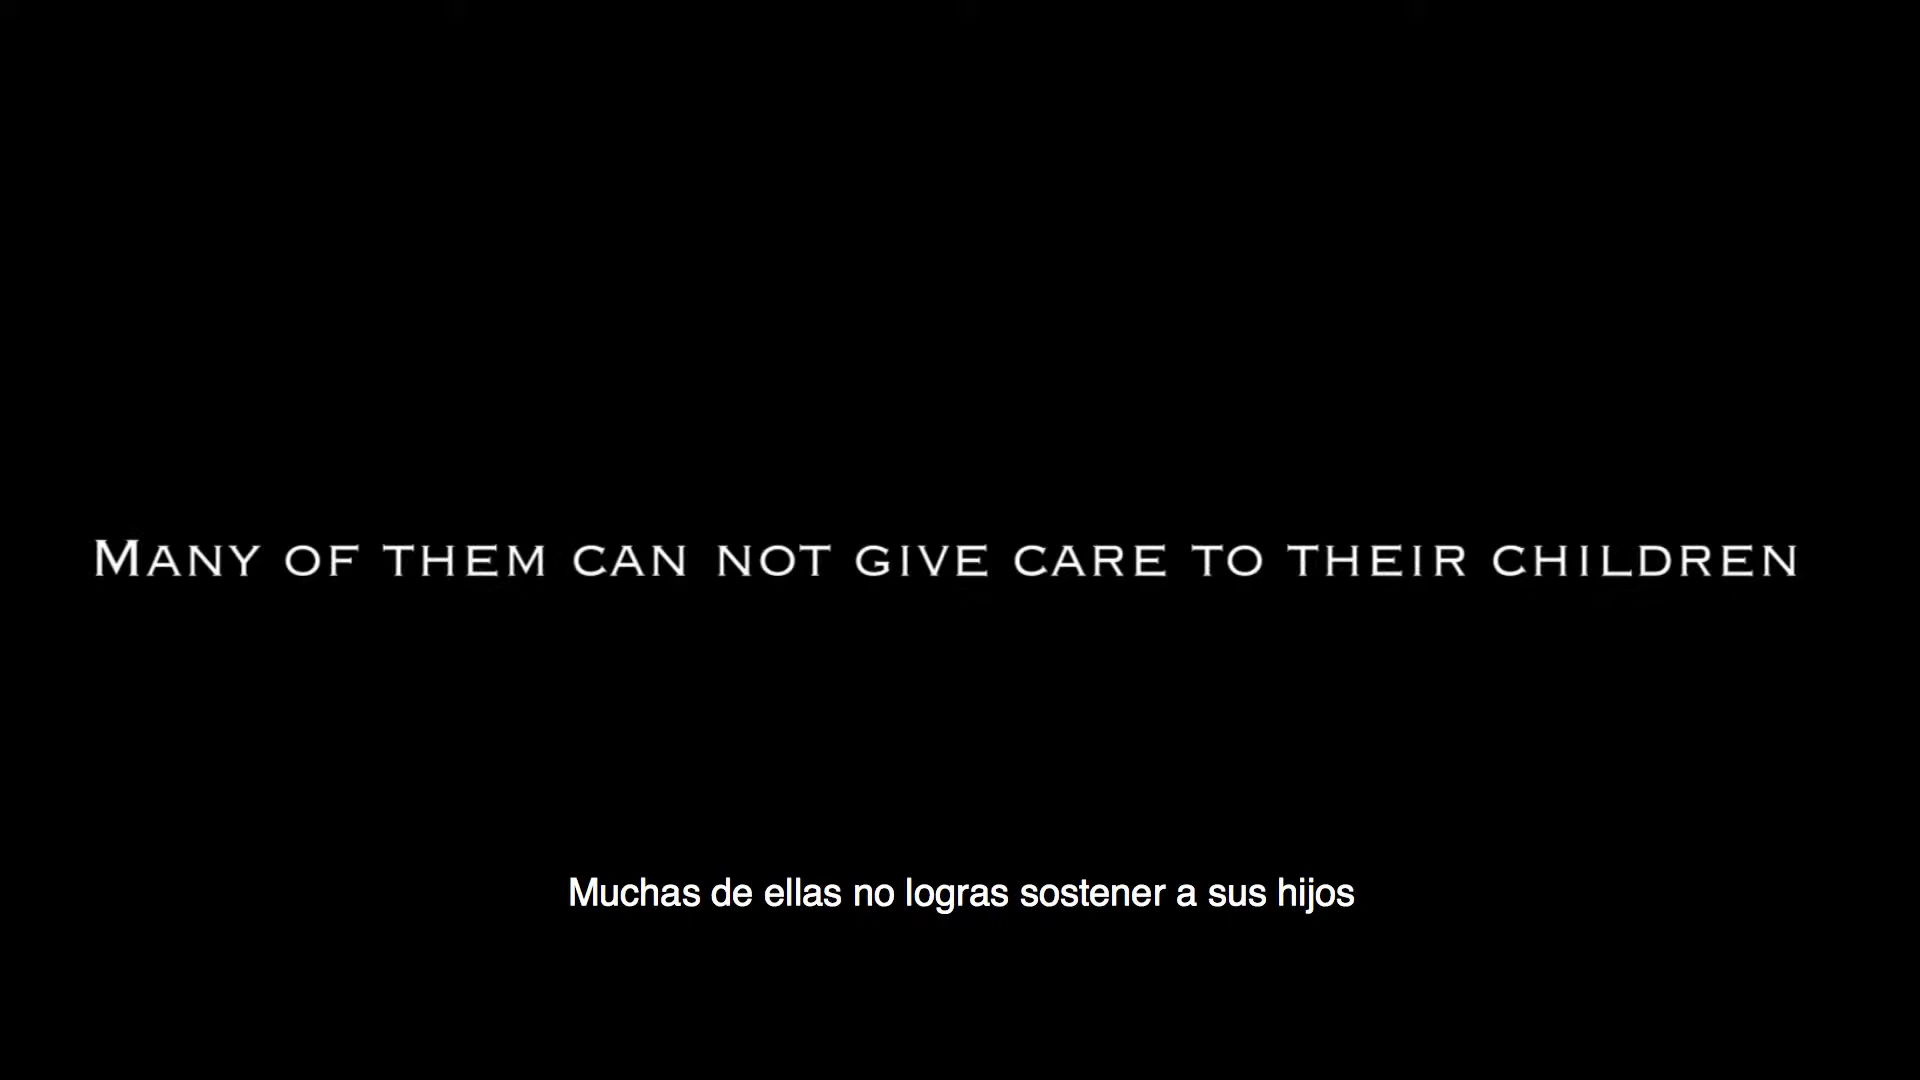 Many of them can not give care to their children
Muchas de ellas no logras sostener a sus hijos